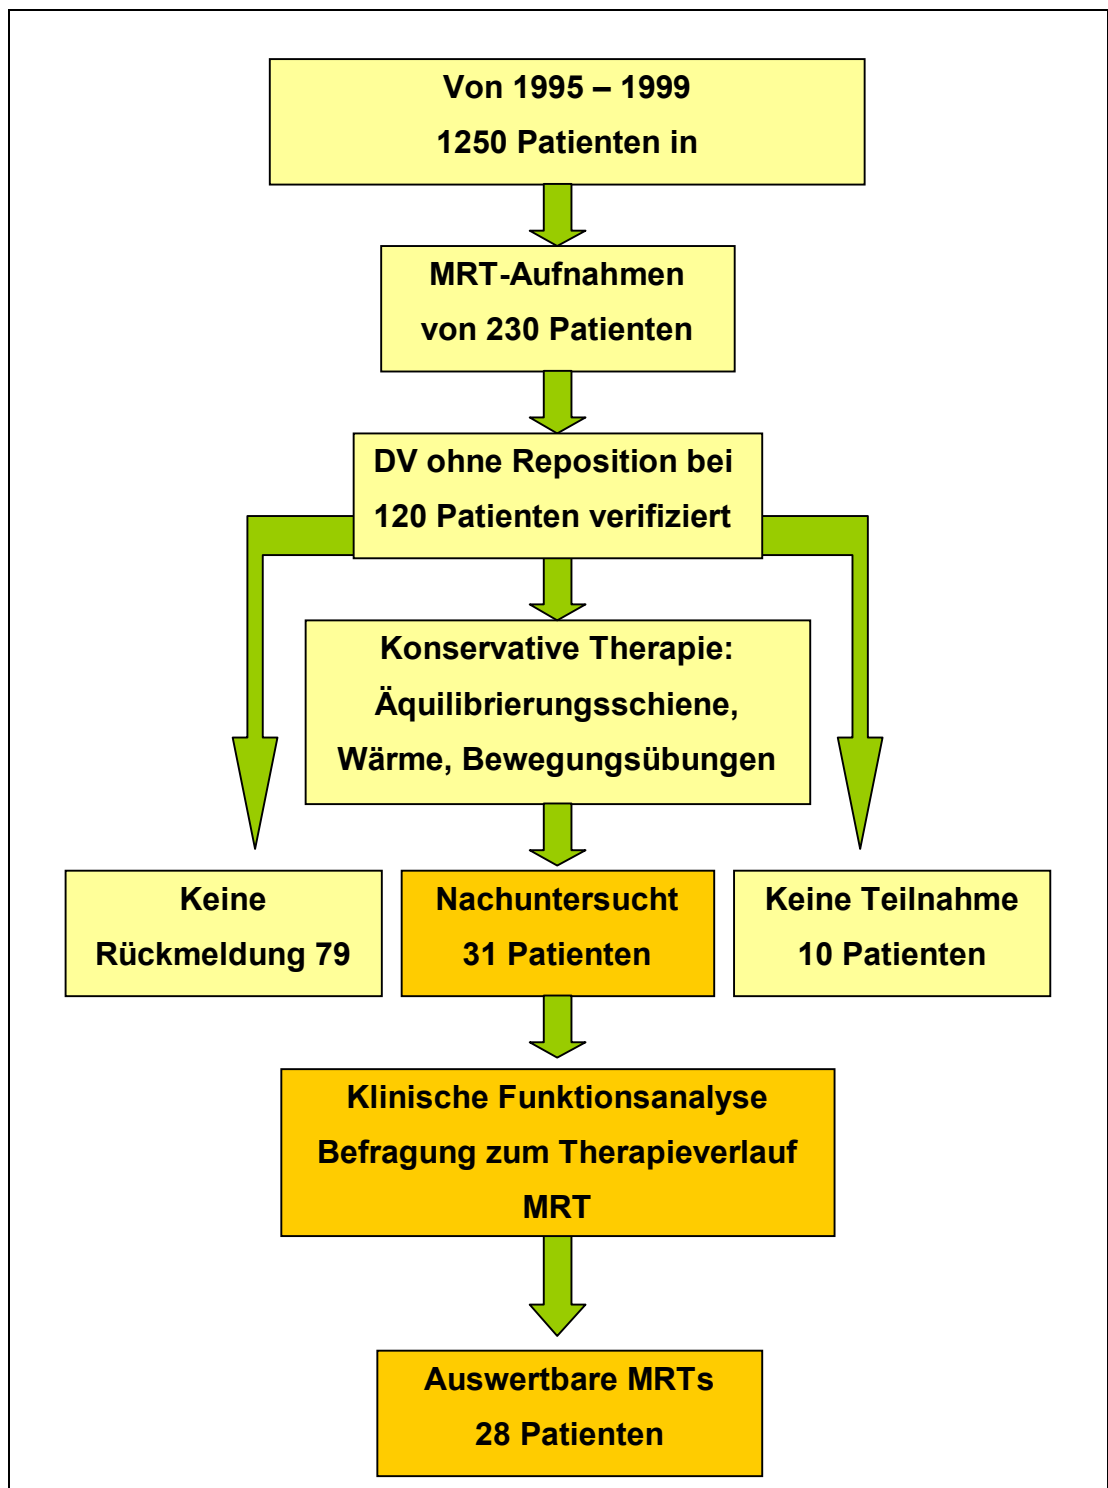 Von 1995 – 1999
1250 Patienten in
MRT-Aufnahmen
von 230 Patienten
DV ohne Reposition bei
120 Patienten verifiziert
Konservative Therapie:
Äquilibrierungsschiene,
Wärme, Bewegungsübungen
Keine
Rückmeldung 79
Nachuntersucht
31 Patienten
Keine Teilnahme
10 Patienten
Klinische Funktionsanalyse
Befragung zum Therapieverlauf
MRT
Auswertbare MRTs
28 Patienten